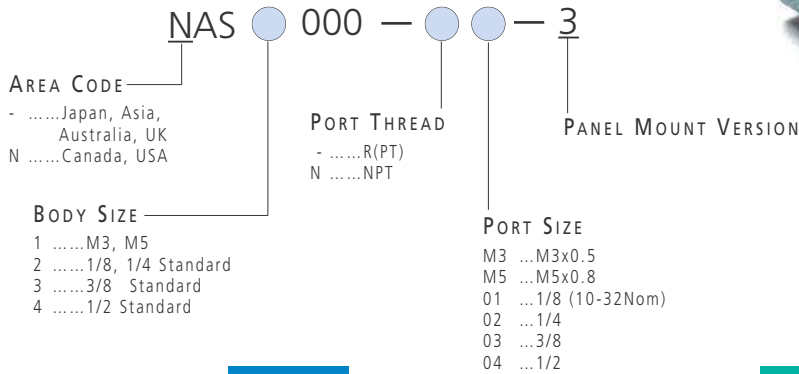 NAS 000 — — 3
AREA CODE
- ......Japan, Asia,
Australia, UK
N ......Canada, USA
PORT THREAD
- ......R(PT)
N ......NPT
PANEL MOUNT VERSION
BODY SIZE
1 ......M3, M5
2 ......1/8, 1/4 Standard
3 ......3/8 Standard
4 ......1/2 Standard
PORT SIZE
M3 ...M3x0.5
M5 ...M5x0.8
01 ...1/8 (10-32Nom)
02 ...1/4
03 ...3/8
04 ...1/2